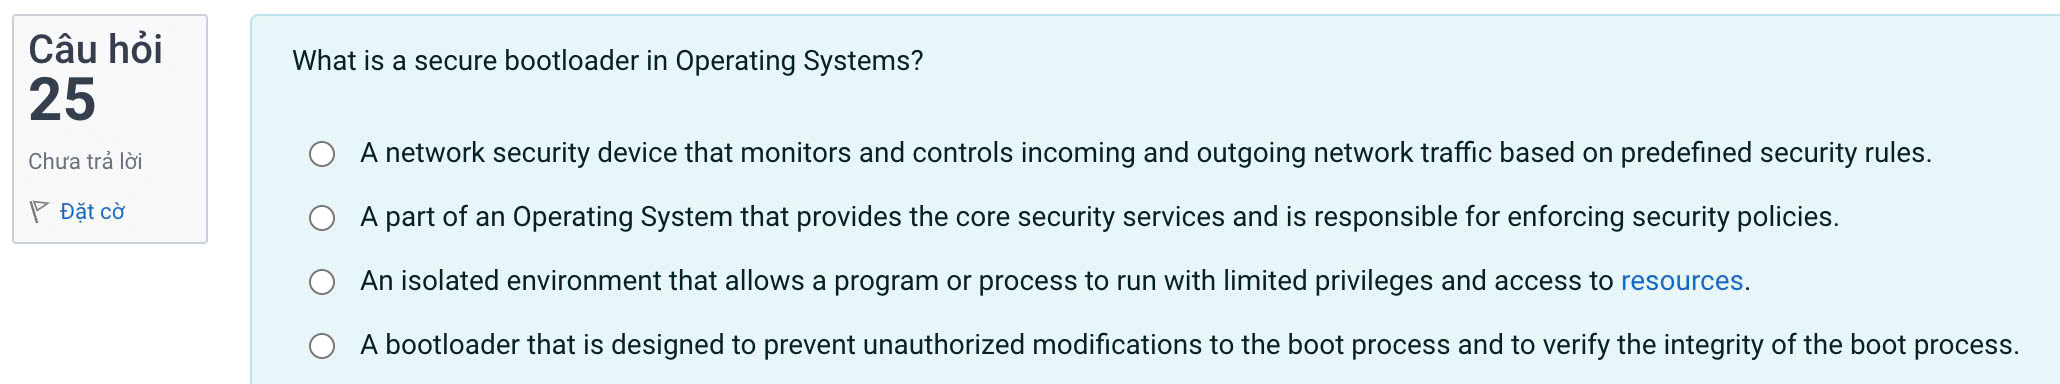 Câu hỏi
25
Chưa trả lời
Đặt cờ
What is a secure bootloader in Operating Systems?
A network security device that monitors and controls incoming and outgoing network traffic based on predefined security rules.
A part of an Operating System that provides the core security services and is responsible for enforcing security policies.
An isolated environment that allows a program or process to run with limited privileges and access to resources.
A bootloader that is designed to prevent unauthorized modifications to the boot process and to verify the integrity of the boot process.